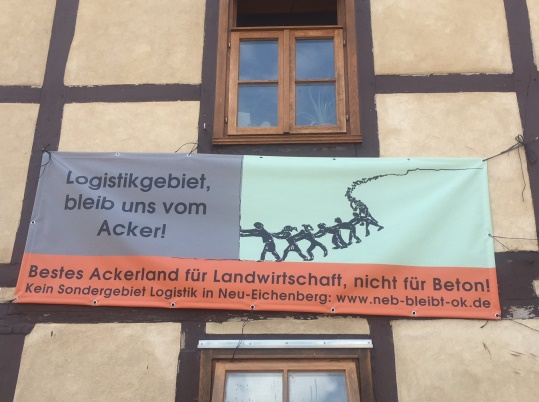 Logistikgebiet,
bleib uns vom
Acker!
Bestes Ackerland für Landwirtschaft, nicht für Beton!
Kein Sondergebiet Logistik in Neu-Eichenberg: www.neb-bleibt-ok.de